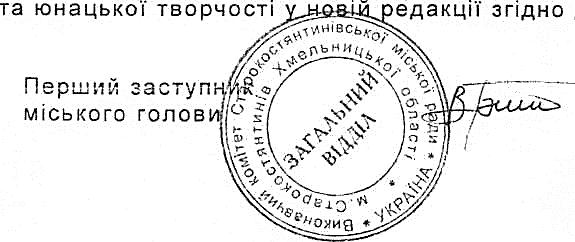 та юнацької творчості у новій редакції згідно
Перший заступник
міського голови
Виконавчий комітет Старокостянтинівської міської ради * УКРАЇНА *
м. Старокостянтинів Хмельницької області *
ЗАГАЛЬНИЙ
ВІДДІЛ